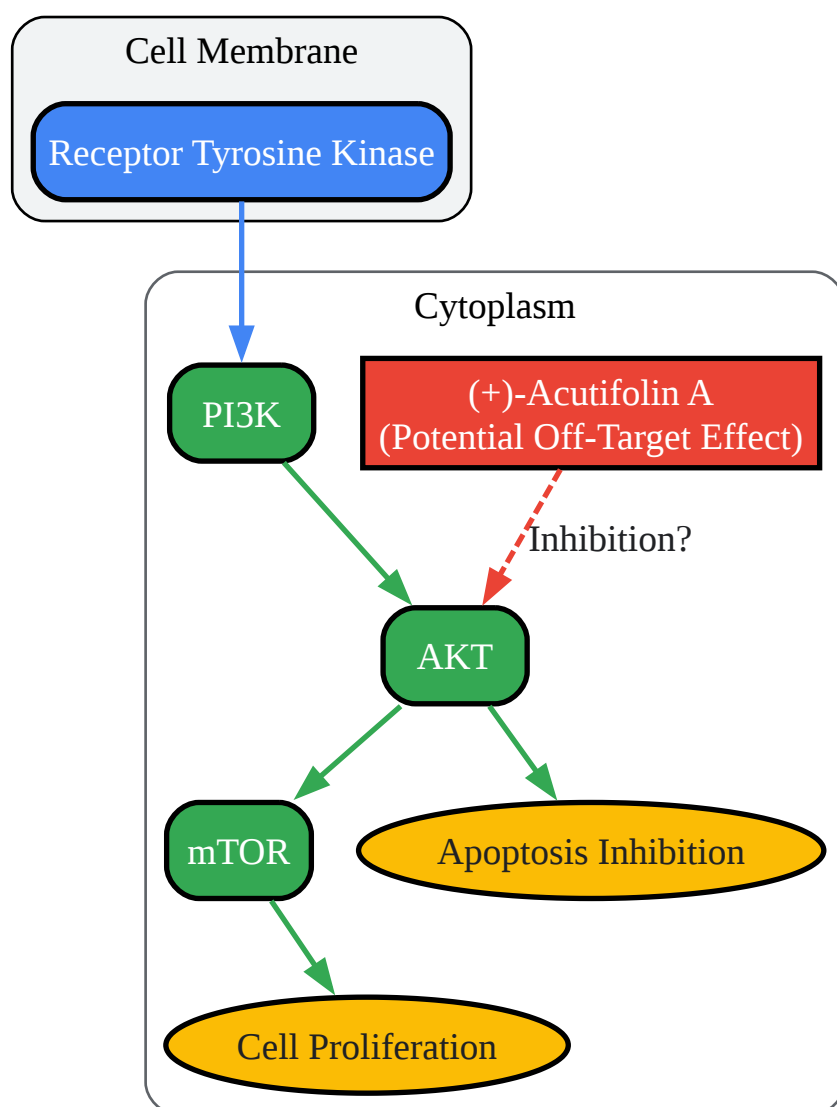 Cell Membrane
Receptor Tyrosine Kinase
Cytoplasm
PI3K
(+)-Acutifolin A
(Potential Off-Target Effect)
Inhibition?
AKT
mTOR
Apoptosis Inhibition
Cell Proliferation